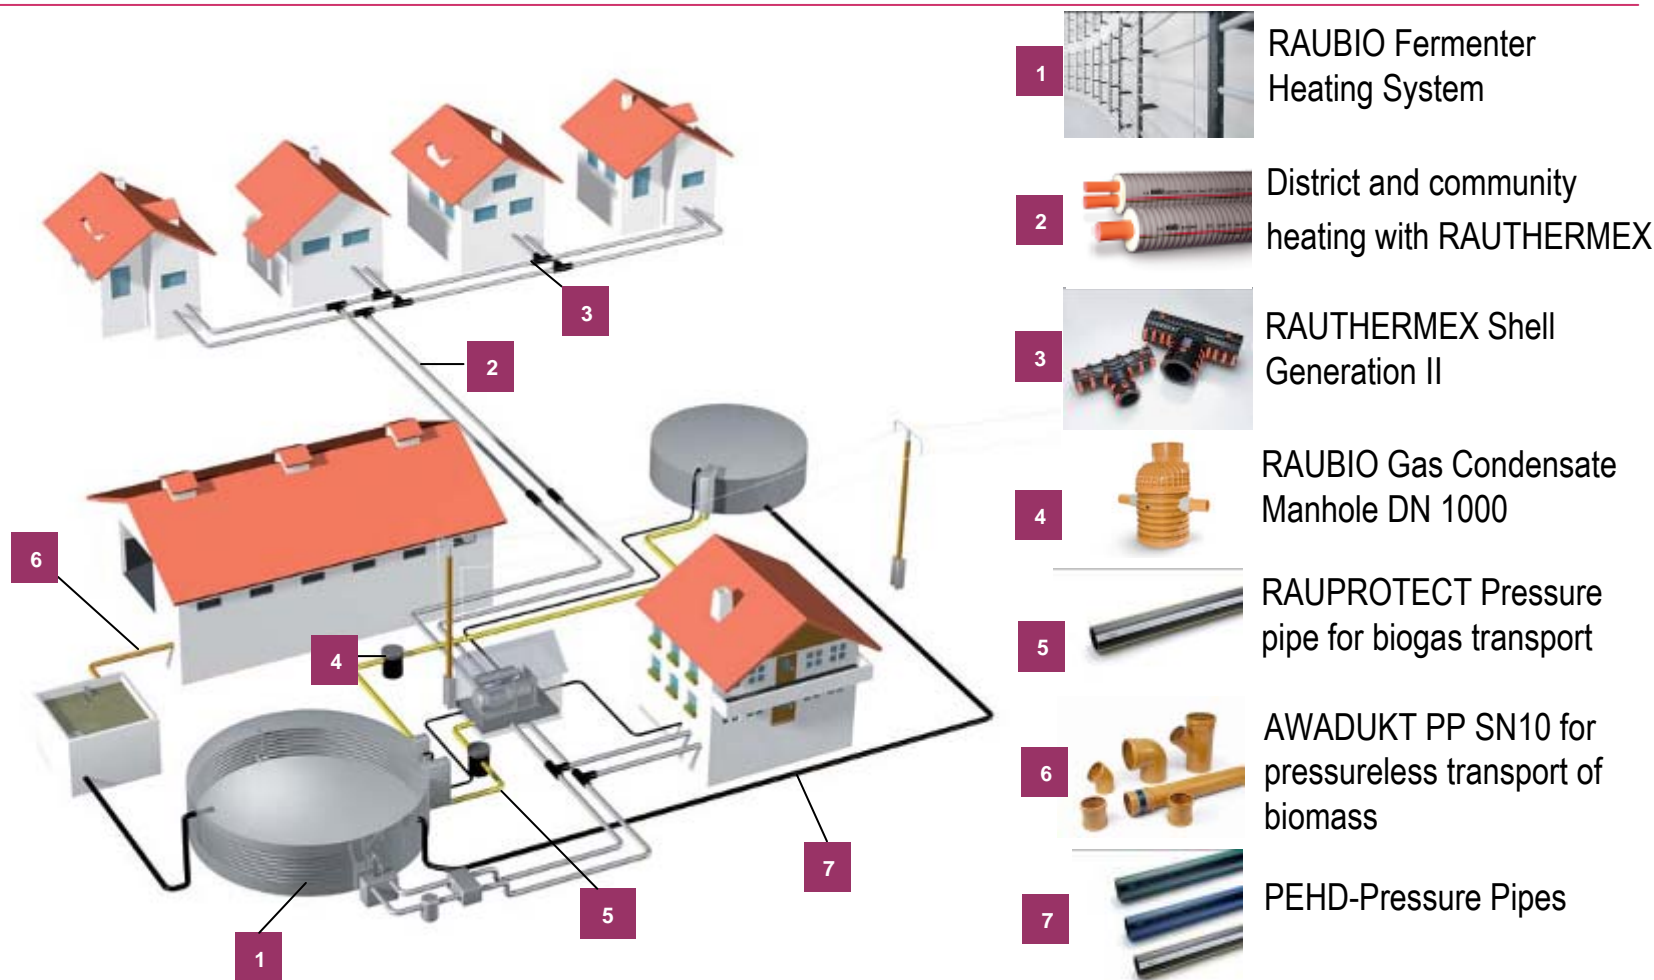 1
RAUBIO Fermenter
Heating System
2
District and community
heating with RAUTHERMEX
3
RAUTHERMEX Shell
Generation II
4
RAUBIO Gas Condensate
Manhole DN 1000
5
RAUPROTECT Pressure
pipe for biogas transport
6
AWADUKT PP SN10 for
pressureless transport of
biomass
7
PEHD-Pressure Pipes
3
2
6
4
7
5
1